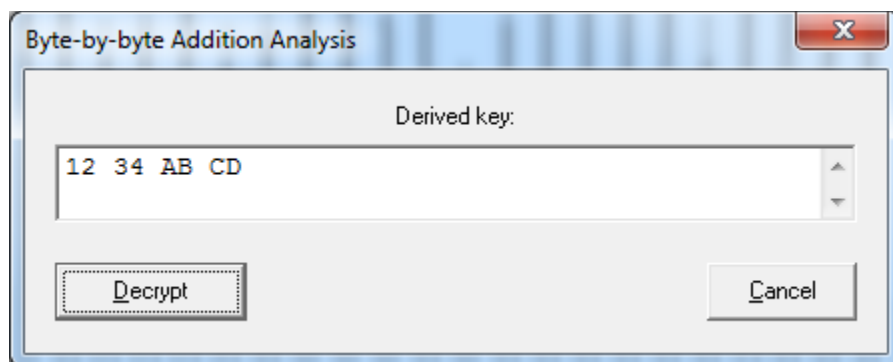 Byte-by-byte Addition Analysis
Derived key:
12 34 AB CD
Decrypt
Cancel